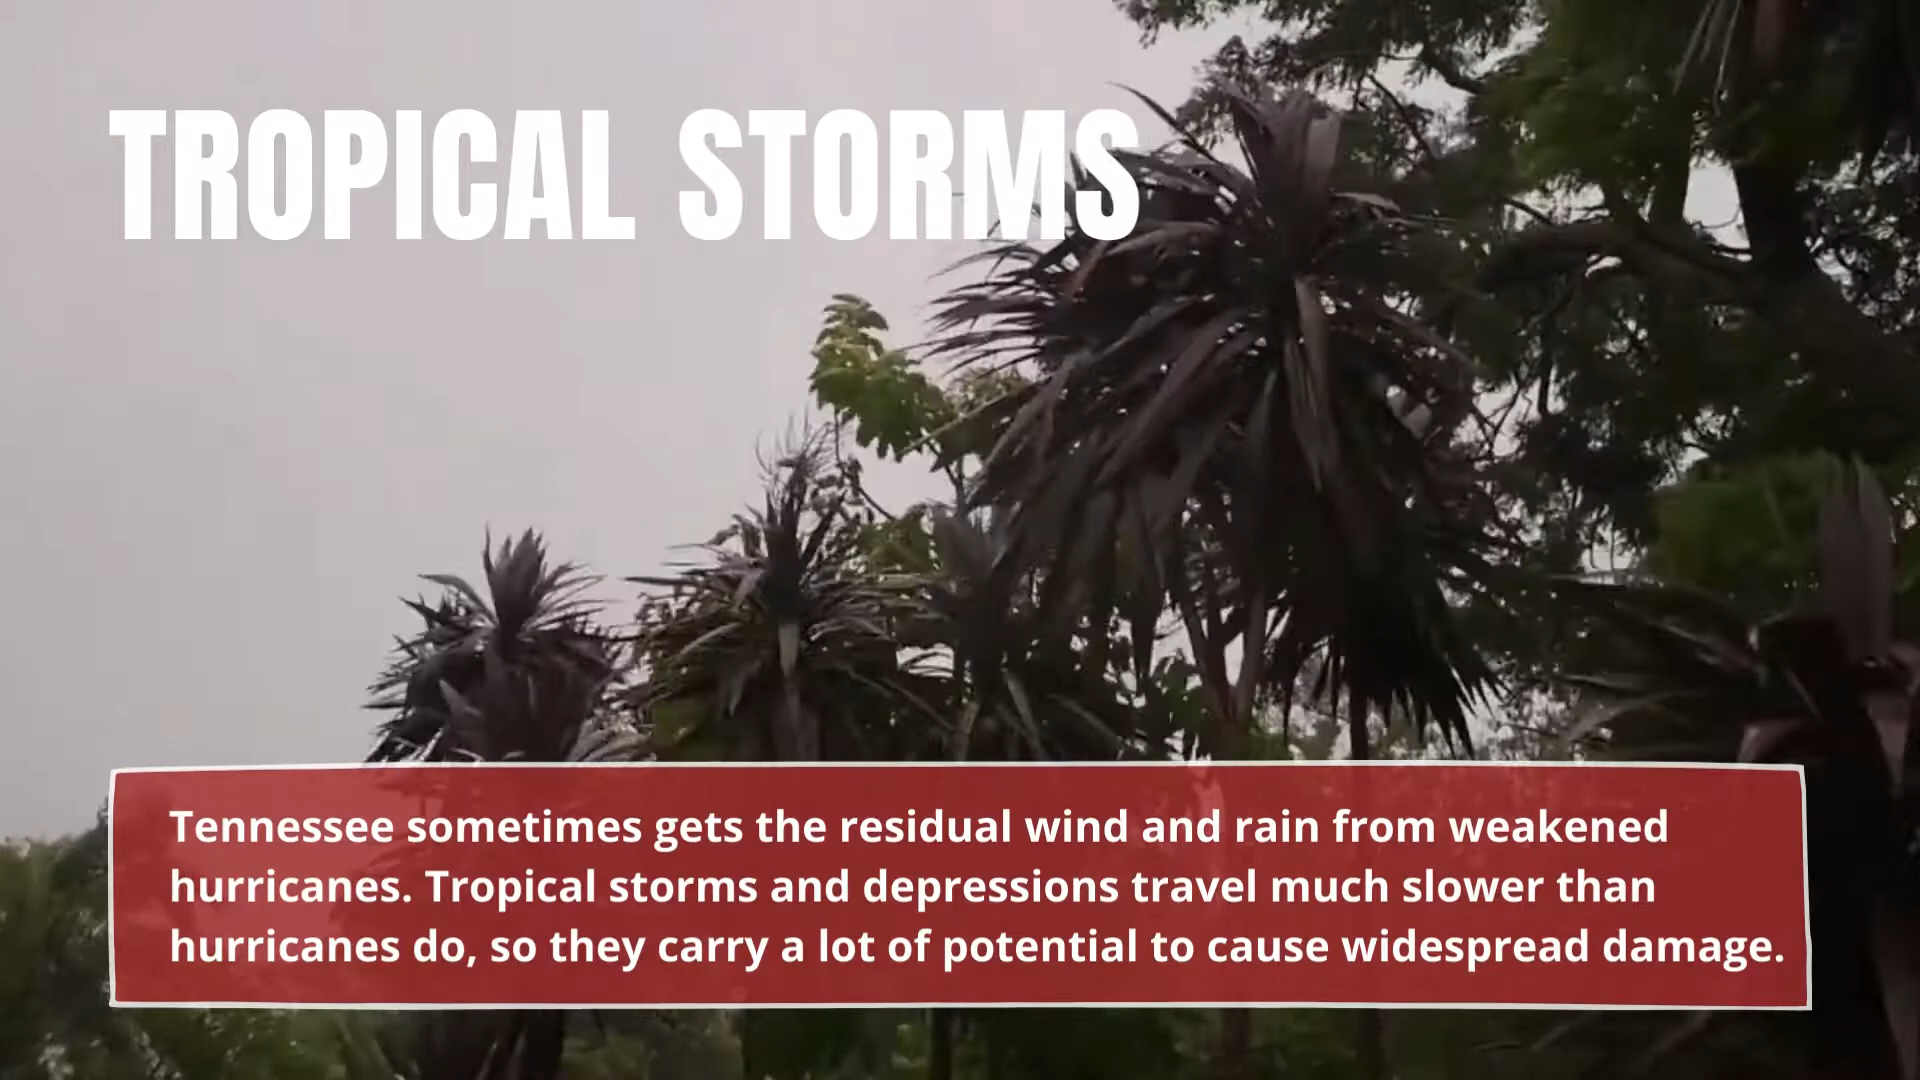 TROPICAL STORMS
Tennessee sometimes gets the residual wind and rain from weakened
hurricanes. Tropical storms and depressions travel much slower than
hurricanes do, so they carry a lot of potential to cause widespread damage.